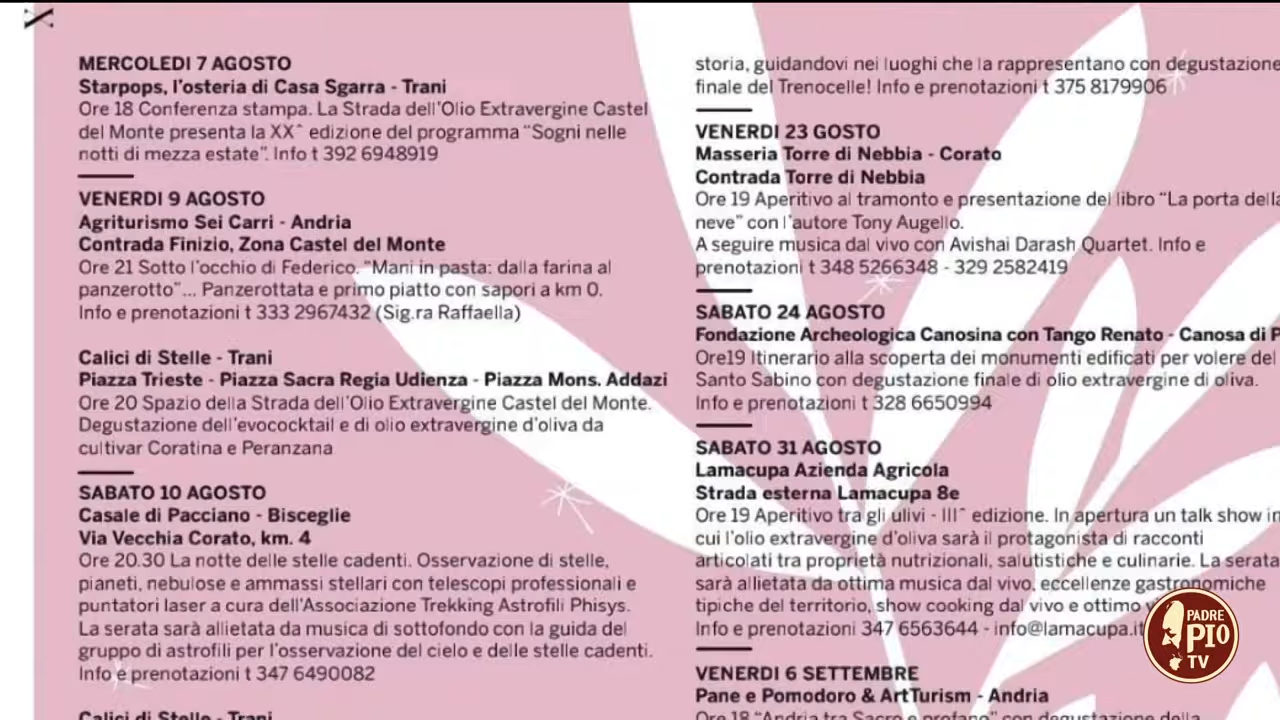 MERCOLEDI 7 AGOSTO
Starpops, l'osteria di Casa Sgarra - Trani
Ore 18 Conferenza stampa. La Strada dell'Olio Extravergine Castel
del Monte presenta la XXˆ edizione del programma “Sogni nelle
notti di mezza estate”. Info t 392 6948919
VENERDI 9 AGOSTO
Agriturismo Sei Carri - Andria
Contrada Finizio, Zona Castel del Monte
Ore 21 Sotto l'occhio di Federico. “Mani in pasta: dalla farina al
panzerotto”... Panzerottata e primo piatto con sapori a km 0.
Info e prenotazioni t 333 2967432 (Sig.ra Raffaella)
Calici di Stelle - Trani
Piazza Trieste - Piazza Sacra Regia Udienza - Piazza Mons. Addazi
Ore 20 Spazio della Strada dell'Olio Extravergine Castel del Monte.
Degustazione dell'evococktail e di olio extravergine d'oliva da
cultivar Coratina e Peranzana
SABATO 10 AGOSTO
Casale di Pacciano - Bisceglie
Via Vecchia Corato, km. 4
Ore 20.30 La notte delle stelle cadenti. Osservazione di stelle,
pianeti, nebulose e ammassi stellari con telescopi professionali e
puntatori laser a cura dell'Associazione Trekking Astrofili Phisys.
La serata sarà allietata da musica di sottofondo con la guida del
gruppo di astrofili per l'osservazione del cielo e delle stelle cadenti.
Info e prenotazioni t 347 6490082
Calici di Stelle - Trani
storia, guidandovi nei luoghi che la rappresentano con degustazione
finale del Trenocelle! Info e prenotazioni t 375 8179906
VENERDI 23 GOSTO
Masseria Torre di Nebbia - Corato
Contrada Torre di Nebbia
Ore 19 Aperitivo al tramonto e presentazione del libro “La porta della
neve” con l'autore Tony Augello.
A seguire musica dal vivo con Avishai Darash Quartet. Info e
prenotazioni t 348 5266348 - 329 2582419
SABATO 24 AGOSTO
Fondazione Archeologica Canosina con Tango Renato - Canosa di P
Ore19 Itinerario alla scoperta dei monumenti edificati per volere del
Santo Sabino con degustazione finale di olio extravergine di oliva.
Info e prenotazioni t 328 6650994
SABATO 31 AGOSTO
Lamacupa Azienda Agricola
Strada esterna Lamacupa 8e
Ore 19 Aperitivo tra gli ulivi - IIIˆ edizione. In apertura un talk show in
cui l'olio extravergine d'oliva sarà il protagonista di racconti
articolati tra proprietà nutrizionali, salutistiche e culinarie. La serata
sarà allietata da ottima musica dal vivo, eccellenze gastronomiche
tipiche del territorio, show cooking dal vivo e ottimo
Info e prenotazioni 347 6563644 - info@lamacupa.it
VENERDI 6 SETTEMBRE
Pane e Pomodoro & ArtTurism - Andria
Ore 18 “Andria tra Sacro e profano” con degustazione della
PADRE
PIO
TV